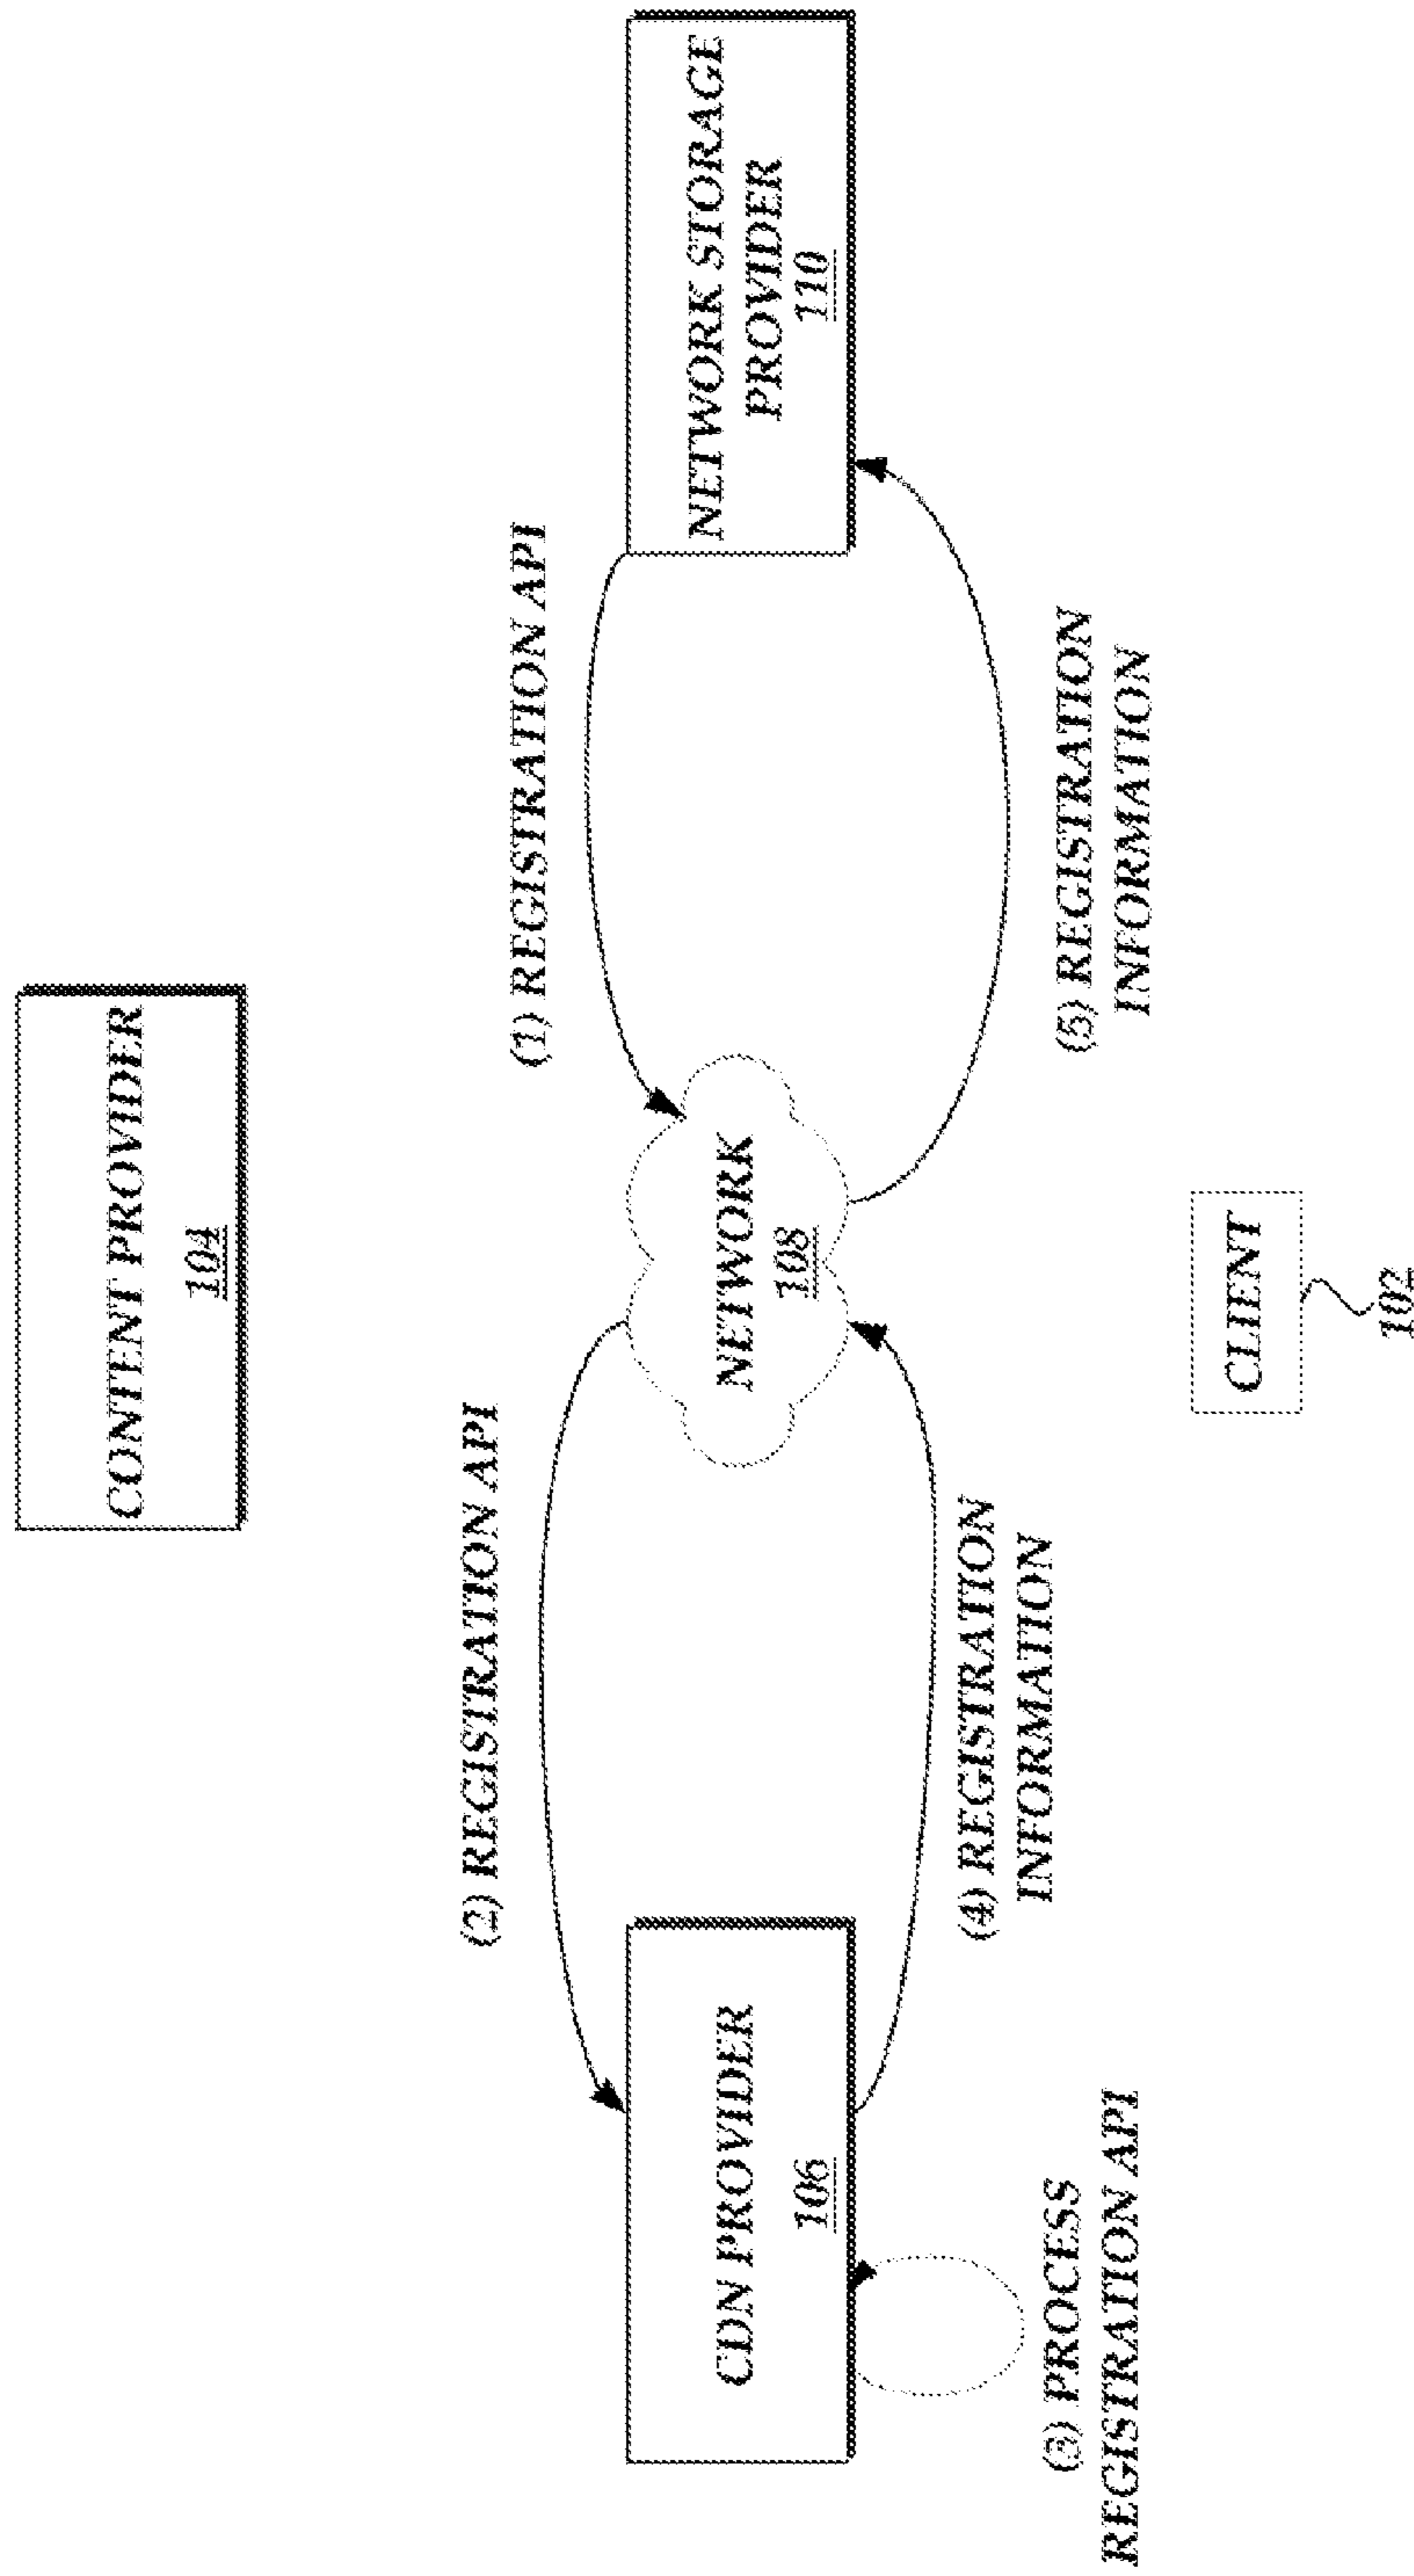 CONTENT PROVIDER
104
(2) REGISTRATION API
(1) REGISTRATION API
CDN PROVIDER
106
NETWORK
108
NETWORK STORAGE
PROVIDER
110
(3) PROCESS
REGISTRATION API
(4) REGISTRATION
INFORMATION
(5) REGISTRATION
INFORMATION
CLIENT
102